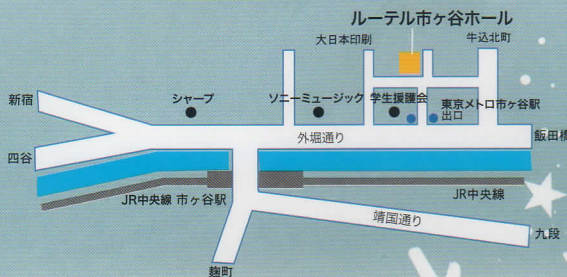 ルーテル市ヶ谷ホール
大日本印刷
牛込北町
新宿
シャープ
ソニーミュージック
学生援護会
東京メトロ市ヶ谷駅
出口
外堀通り
飯田橋
四谷
JR中央線 市ヶ谷駅
JR中央線
靖国通り
九段
麹町